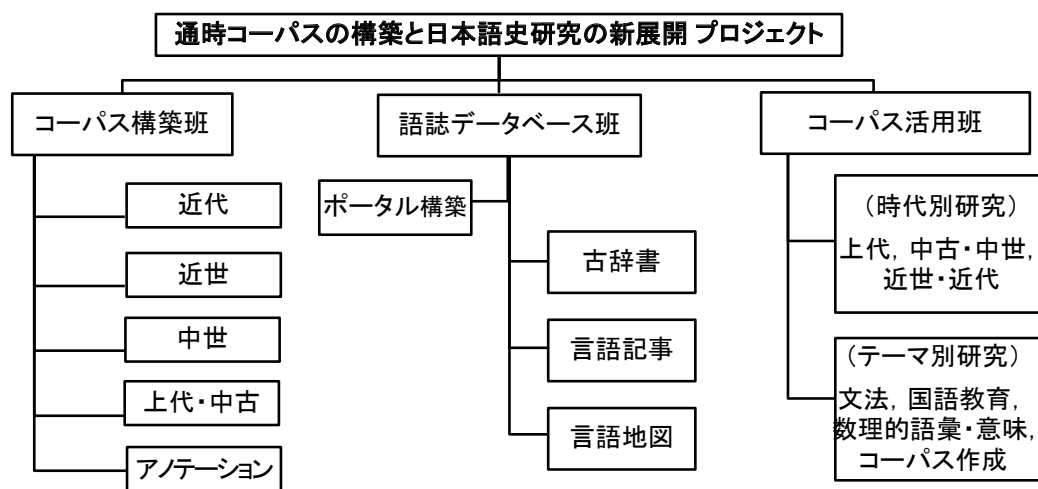 通時コーパスの構築と日本語史研究の新展開 プロジェクト
コーパス構築班
近代
近世
中世
上代・中古
アノテーション
語誌データベース班
ポータル構築
古辞書
言語記事
言語地図
コーパス活用班
（時代別研究）
上代, 中古・中世,
近世・近代
（テーマ別研究）
文法, 国語教育,
数理的語彙・意味,
コーパス作成